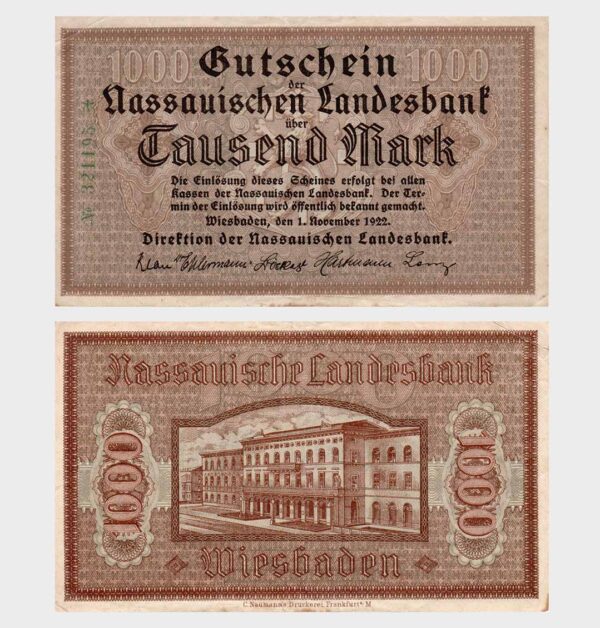 1000 Gutschein 1000
der
Nassauischen Landesbank
über
Tausend Mark
Die Einlösung dieses Scheines erfolgt bei allen
Kassen der Nassauischen Landesbank. Der Ter-
min der Einlösung wird öffentlich bekannt gemacht.
Wiesbaden, den 1. November 1922.
Direktion der Nassauischen Landesbank.
№ 321195 *
Nassauische Landesbank
1000
1000
Wiesbaden
C. Naumann's Druckerei, Frankfurt a M